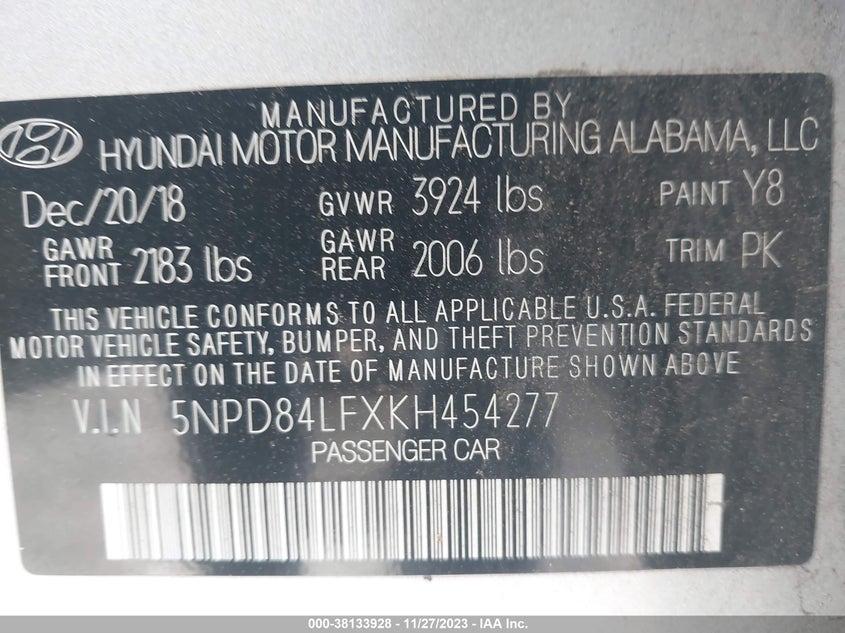 MANUFACTURED BY
HYUNDAI MOTOR MANUFACTURING ALABAMA, LLC
Dec/20/18 GVWR 3924 lbs PAINT Y8
GAWR FRONT 2183 lbs GAWR REAR 2006 lbs TRIM PK
THIS VEHICLE CONFORMS TO ALL APPLICABLE U.S.A. FEDERAL
MOTOR VEHICLE SAFETY, BUMPER, AND THEFT PREVENTION STANDARDS
IN EFFECT ON THE DATE OF MANUFACTURE SHOWN ABOVE
V.I.N 5NPD84LFXKH454277
PASSENGER CAR
000-38133928 - 11/27/2023 - IAA Inc.